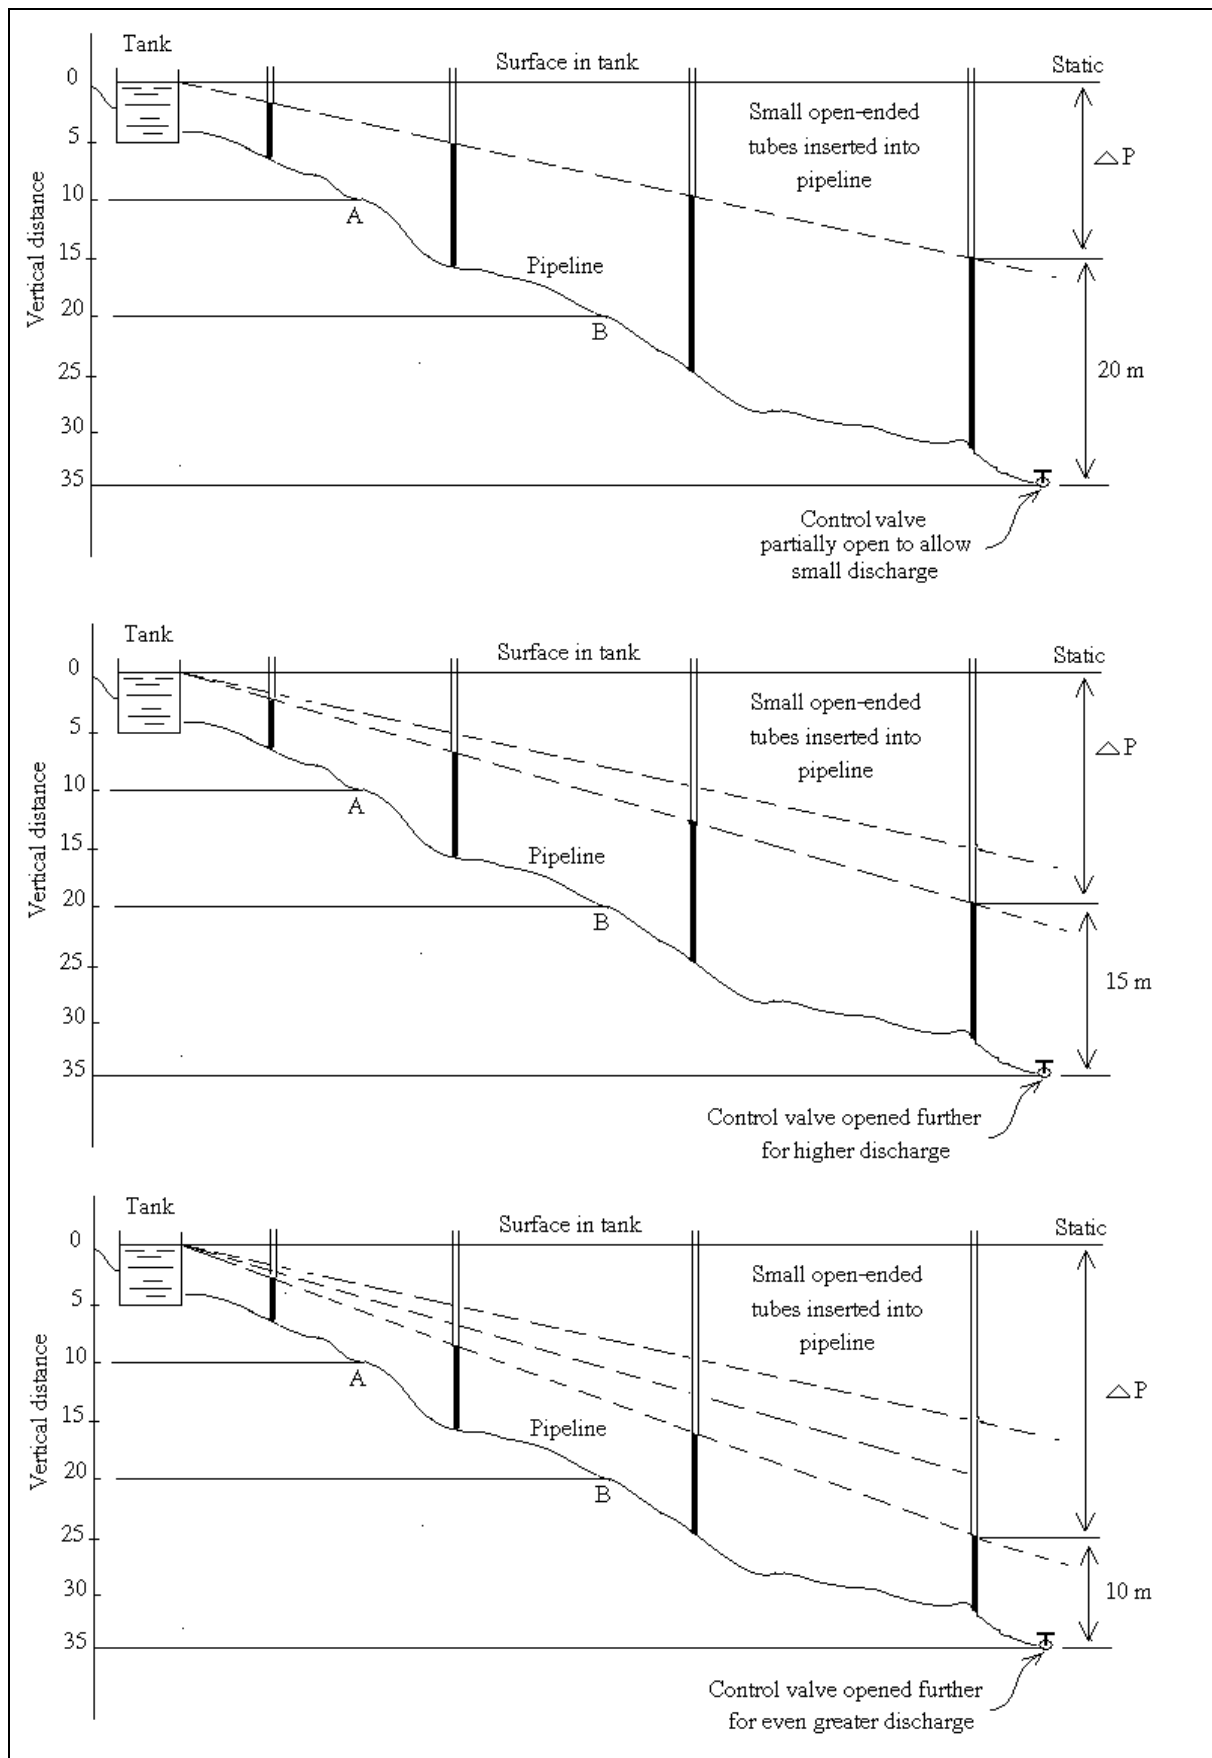 Tank
Surface in tank
Static
0
Small open-ended
tubes inserted into
pipeline
△ P
5
10
A
Vertical distance
15
Pipeline
20
B
25
20 m
30
35
Control valve
partially open to allow
small discharge
Tank
Surface in tank
Static
0
Small open-ended
tubes inserted into
pipeline
△ P
5
10
A
Vertical distance
15
Pipeline
20
B
25
15 m
30
35
Control valve opened further
for higher discharge
Tank
Surface in tank
Static
0
Small open-ended
tubes inserted into
pipeline
5
10
A
△ P
Vertical distance
15
Pipeline
20
B
25
30
10 m
35
Control valve opened further
for even greater discharge